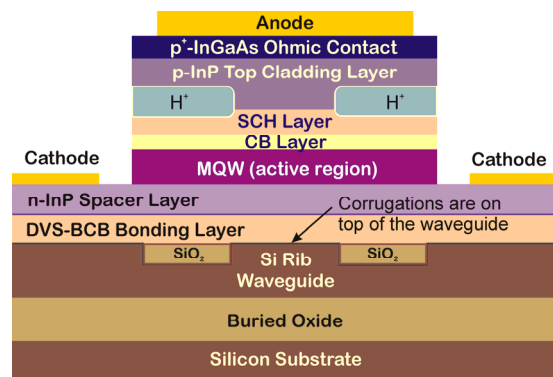 Anode
p⁺-InGaAs Ohmic Contact
p-InP Top Cladding Layer
H⁺ H⁺
SCH Layer
CB Layer
Cathode Cathode
MQW (active region)
n-InP Spacer Layer
Corrugations are on
top of the waveguide
DVS-BCB Bonding Layer
SiO₂ SiO₂
Si Rib
Waveguide
Buried Oxide
Silicon Substrate